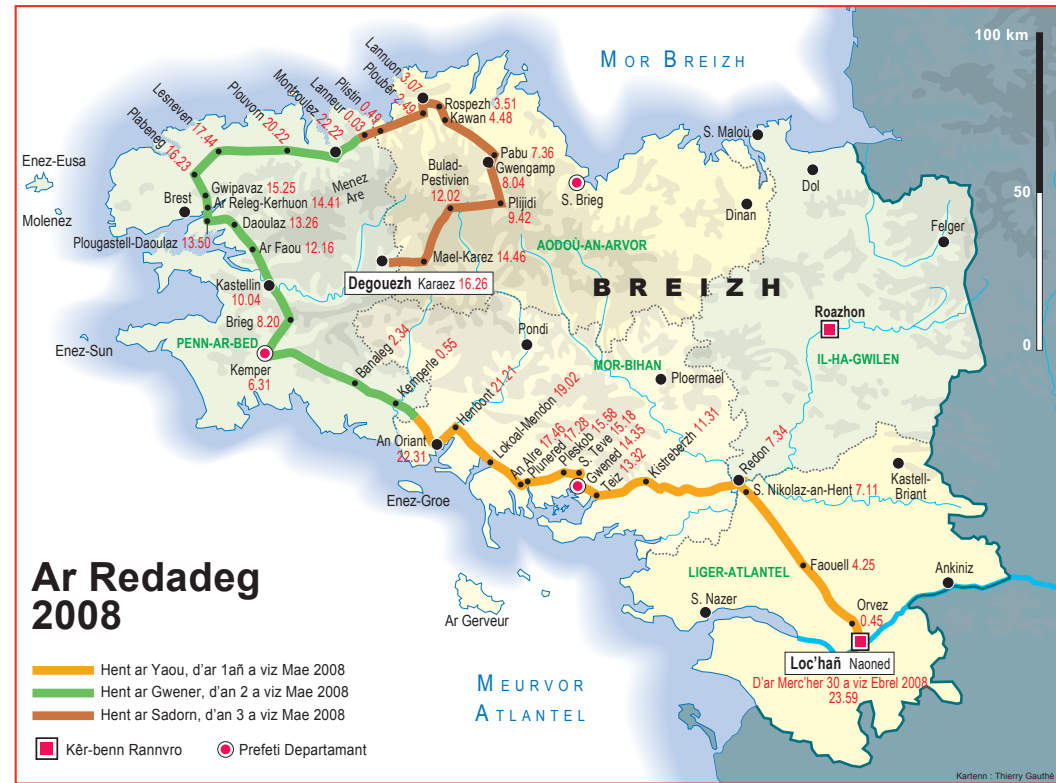 100 km
50
0
MOR BREIZH
Lannuon 3.07
Ploubêr 2.49
Plistin 0.49
Lanneur 0.03
Montroulez 22.22
Plouvorn 20.22
Lesneven 17.44
Plabeneg 16.23
Rospezh 3.51
Kawan 4.48
S. Maloù
Enez-Eusa
Pabu 7.36
Gwengamp
8.04
Bulad-
Pestivien
12.02
Menez
Are
Dol
Gwipavaz 15.25
Brest
Ar Releg-Kerhuon 14.41
S. Brieg
Plijidi
9.42
Dinan
Molenez
Daoulaz 13.26
Plougastell-Daoulaz 13.50
Ar Faou 12.16
AODOÙ-AN-ARVOR
Felger
Mael-Karez 14.46
Degouezh Karaez 16.26
Kastellin
10.04
BREIZH
Brieg 8.20
Roazhon
Pondi
PENN-AR-BED
Enez-Sun
Kemper
6.31
Banaleg 2.34
Kemperle 0.55
MOR-BIHAN
IL-HA-GWILEN
Ploermael
Henbont 21.21
Lokoal-Mendon 19.02
An Alre 17.46
Plunered 17.28
Pleskob 15.58
S. Teve 15.18
Gwened 14.35
Teiz 13.32
Kistreberzh 11.31
Redon 7.34
An Oriant
22.31
Enez-Groe
S. Nikolaz-an-Hent 7.11
Kastell-
Briant
Faouell 4.25
LIGER-ATLANTEL
Ankiniz
S. Nazer
Orvez
0.45
Ar Gerveur
Loc'hañ Naoned
D'ar Merc'her 30 a viz Ebrel 2008
23.59
MEURVOR
ATLANTEL
Ar Redadeg
2008
Hent ar Yaou, d'ar 1añ a viz Mae 2008
Hent ar Gwener, d'an 2 a viz Mae 2008
Hent ar Sadorn, d'an 3 a viz Mae 2008
Kêr-benn Rannvro
Prefeti Departamant
Kartenn : Thierry Gauthé